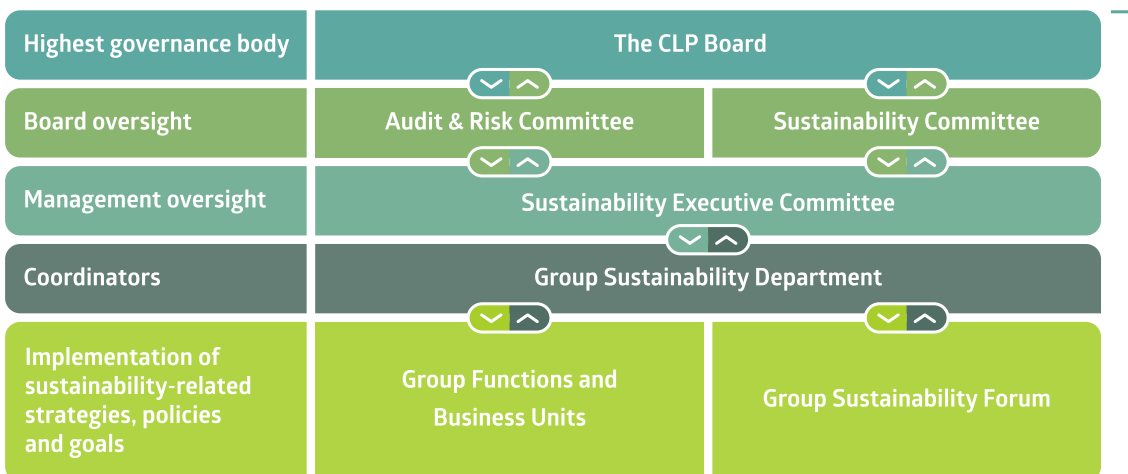 Highest governance body
The CLP Board
Board oversight
Audit & Risk Committee
Sustainability Committee
Management oversight
Sustainability Executive Committee
Coordinators
Group Sustainability Department
Implementation of
sustainability-related
strategies, policies
and goals
Group Functions and
Business Units
Group Sustainability Forum